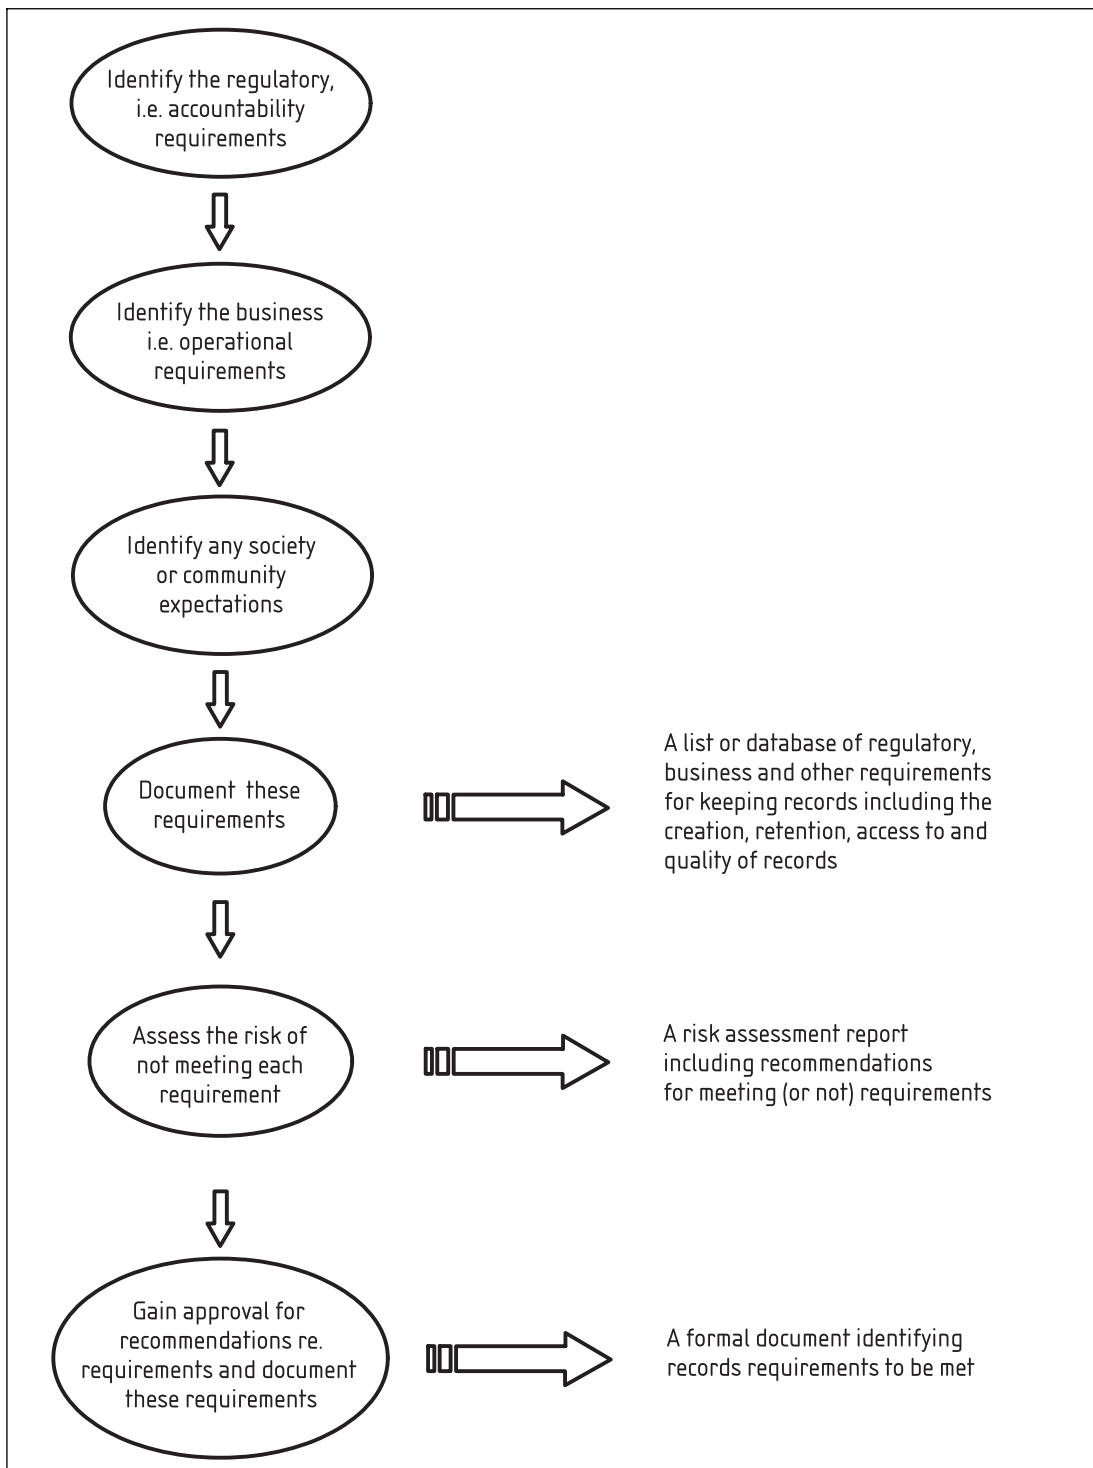 Identify the regulatory,
i.e. accountability
requirements
Identify the business
i.e. operational
requirements
Identify any society
or community
expectations
Document these
requirements
A list or database of regulatory,
business and other requirements
for keeping records including the
creation, retention, access to and
quality of records
Assess the risk of
not meeting each
requirement
A risk assessment report
including recommendations
for meeting (or not) requirements
Gain approval for
recommendations re.
requirements and document
these requirements
A formal document identifying
records requirements to be met